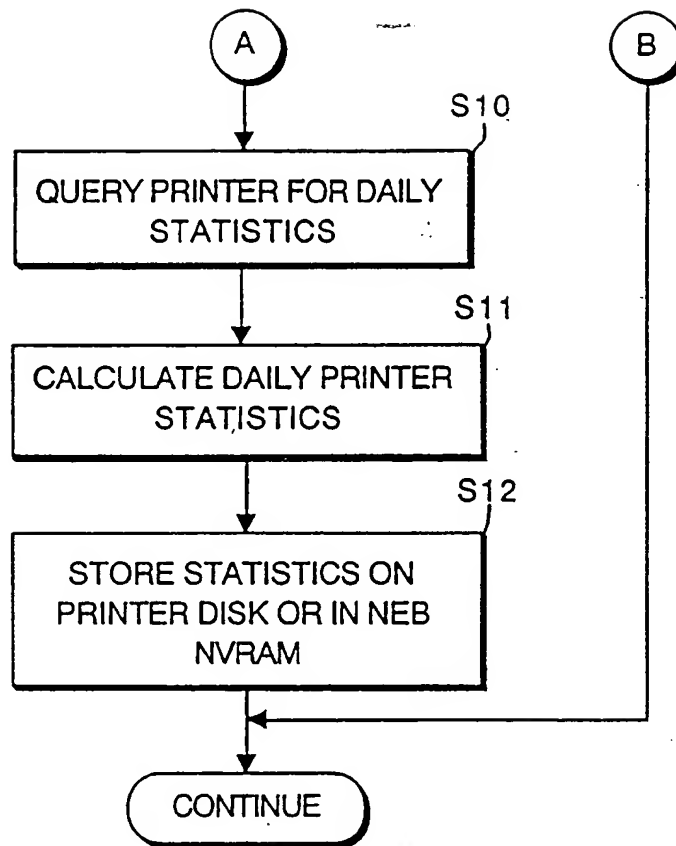 A
B
S10
QUERY PRINTER FOR DAILY
STATISTICS
S11
CALCULATE DAILY PRINTER
STATISTICS
S12
STORE STATISTICS ON
PRINTER DISK OR IN NEB
NVRAM
CONTINUE